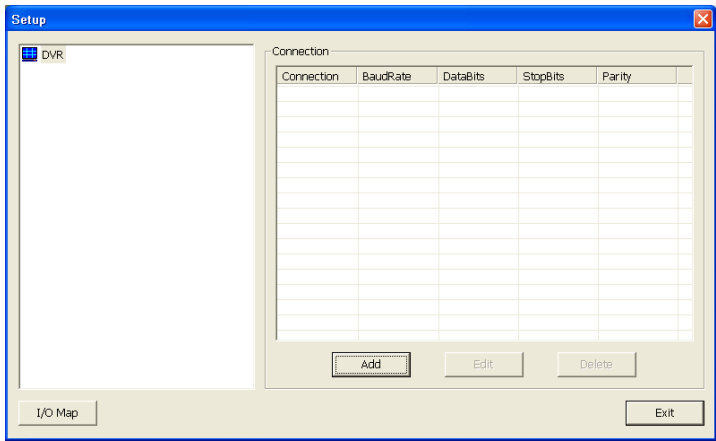 Setup
DVR
Connection
Connection BaudRate DataBits StopBits Parity
Add Edit Delete
I/O Map Exit